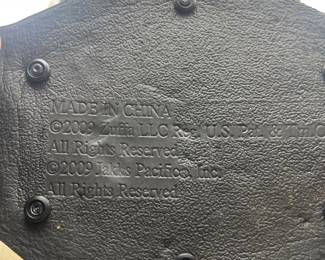 MADE IN CHINA
©2009 Zuffa LLC Reg. U.S. Pat. & Tm. O
All Rights Reserved
©2009 Jakks Pacific, Inc.
All Rights Reserved